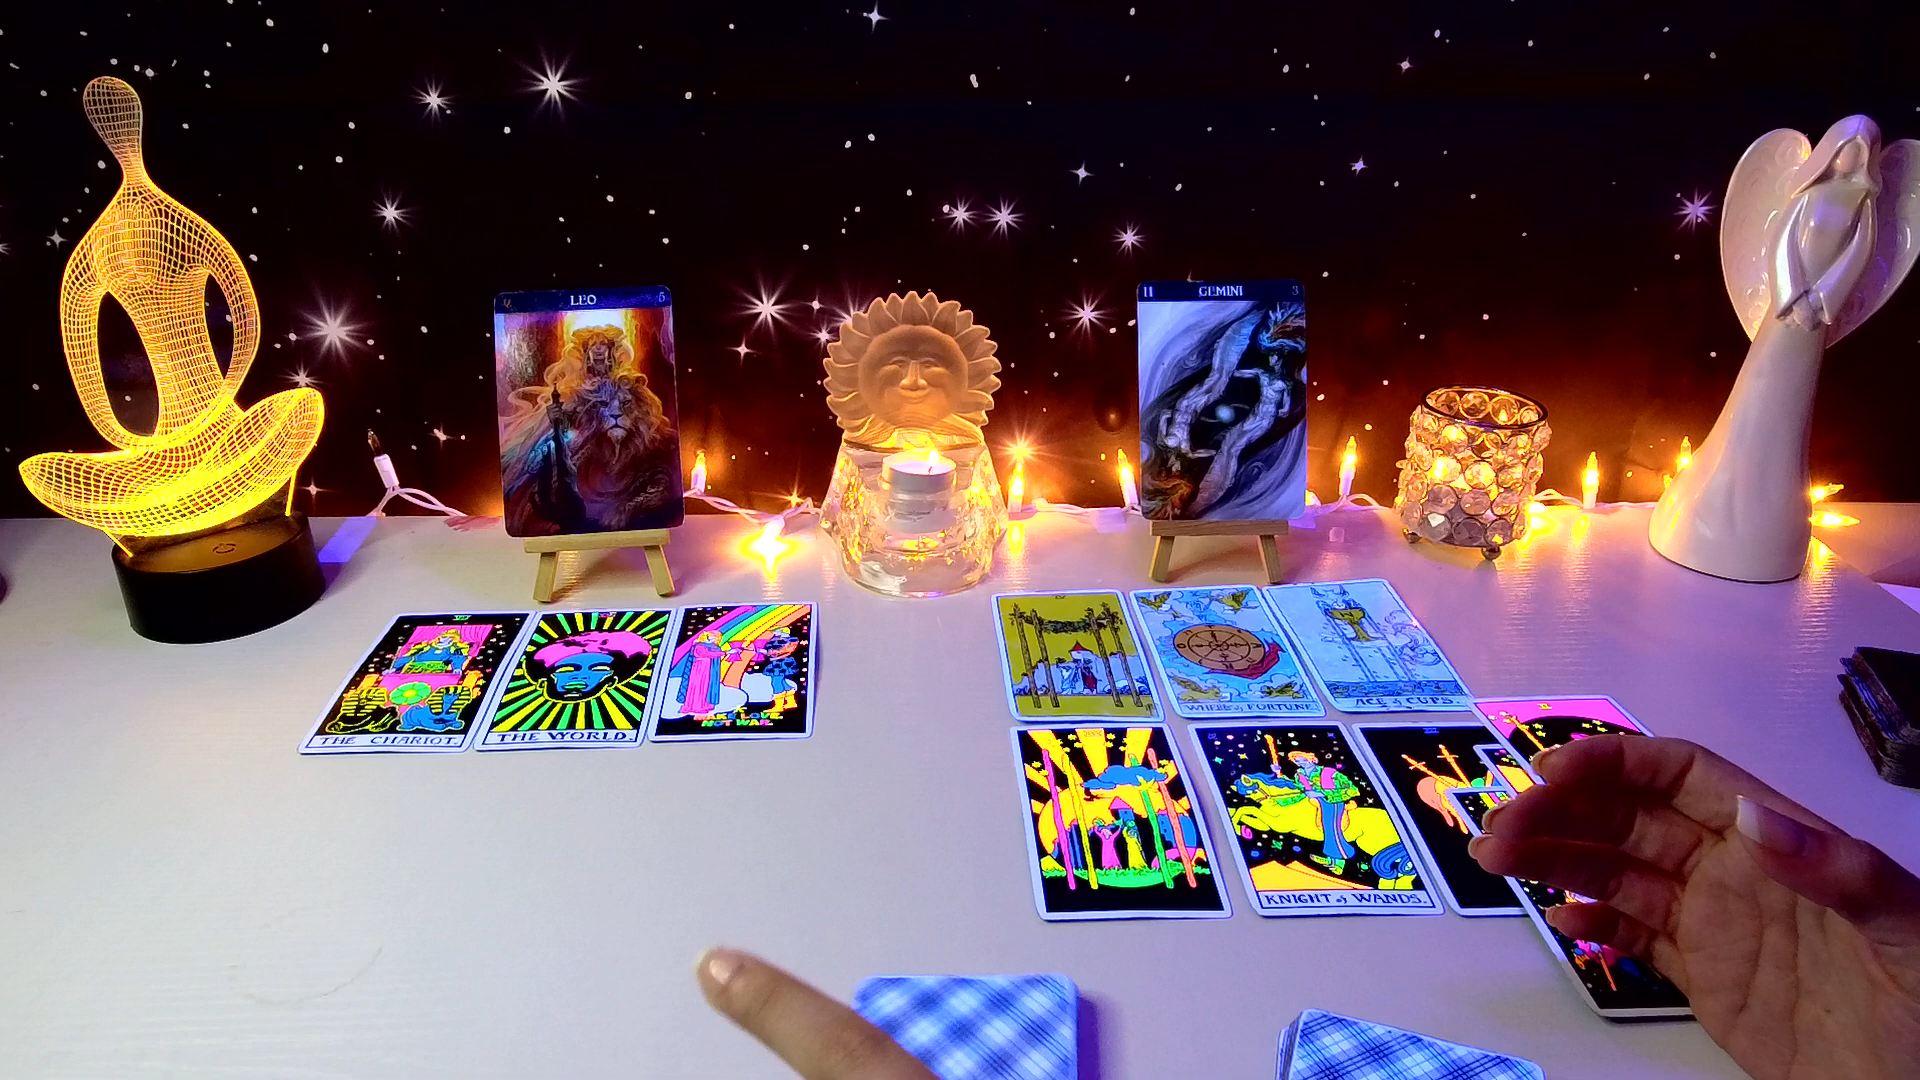 LEO 5
II GEMINI 3
THE CHARIOT.
THE WORLD.
MAKE LOVE,
NOT WAR.
WHEEL of FORTUNE.
ACE of CUPS.
KNIGHT of WANDS.